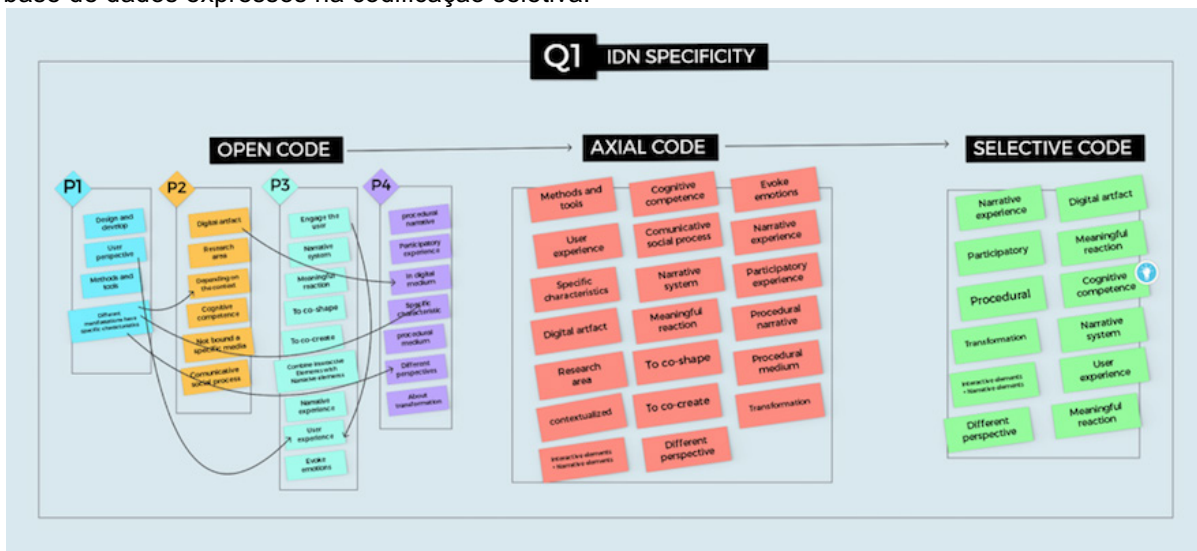 base de dados expressos na codificação seletiva.
Q1 IDN SPECIFICITY
OPEN CODE
AXIAL CODE
SELECTIVE CODE
P1
Design and
develop
User
perspective
Methods and
tools
Different
manifestations have
specific characteristics
P2
Digital artfact
Research
area
Depending on
the context
Cognitive
competence
Not bound a
specific media
Comunicative
social process
P3
Engage the
user
Narrative
system
Meaningful
reaction
To co-shape
To co-create
Combine Interactive
Elements with
Narrative elements
Narrative
experience
User
experience
Evoke
emotions
P4
procedural
narrative
Participatory
experience
In digital
medium
Specific
characteristic
procedural
medium
Different
perspectives
About
transformation
Methods and
tools
User
experience
Specific
characteristics
Digital artfact
Research
area
contextualized
Interactive elements
+ Narrative elements
Cognitive
competence
Comunicative
social process
Narrative
system
Meaningful
reaction
To co-shape
To co-create
Different
perspective
Evoke
emotions
Narrative
experience
Participatory
experience
Procedural
narrative
Procedural
medium
Transformation
Narrative
experience
Participatory
Procedural
Transformation
Interactive elements
+ Narrative elements
Different
perspective
Digital artfact
Meaningful
reaction
Cognitive
competence
Narrative
system
User
experience
Meaningful
reaction